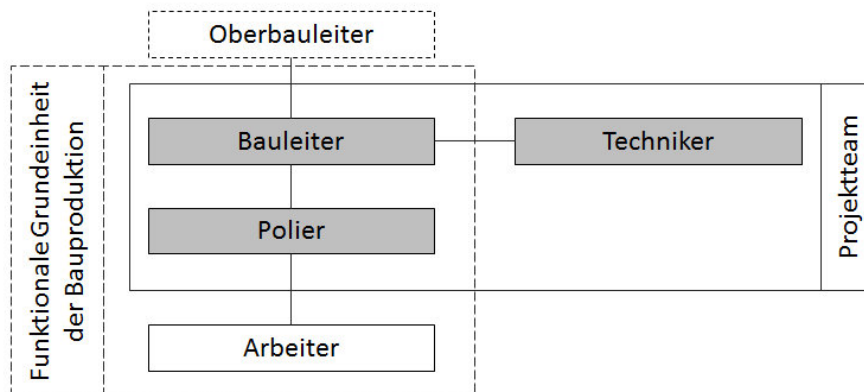 Oberbauleiter
Funktionale Grundeinheit
der Bauproduktion
Bauleiter
Techniker
Polier
Arbeiter
Projektteam